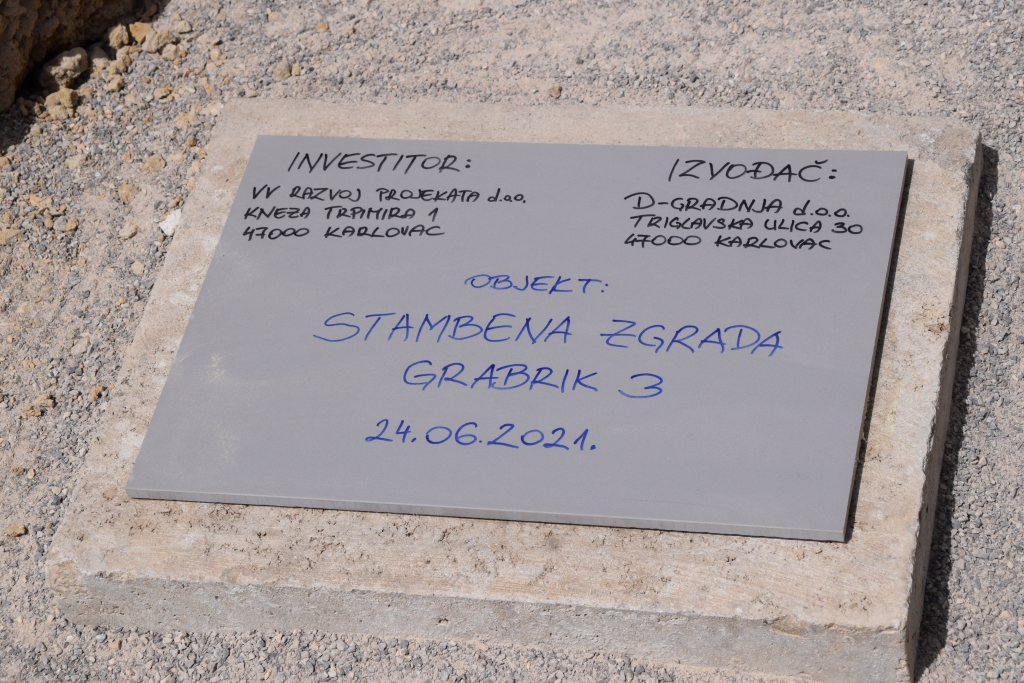 INVESTITOR:
VV RAZVOJ PROJEKATA d.o.o.
KNEZA TRPIMIRA 1
47000 KARLOVAC
IZVOĐAČ:
D-GRADNJA d.o.o.
TRIGLAVSKA ULICA 30
47000 KARLOVAC
OBJEKT:
STAMBENA ZGRADA
GRABRIK 3
24.06.2021.